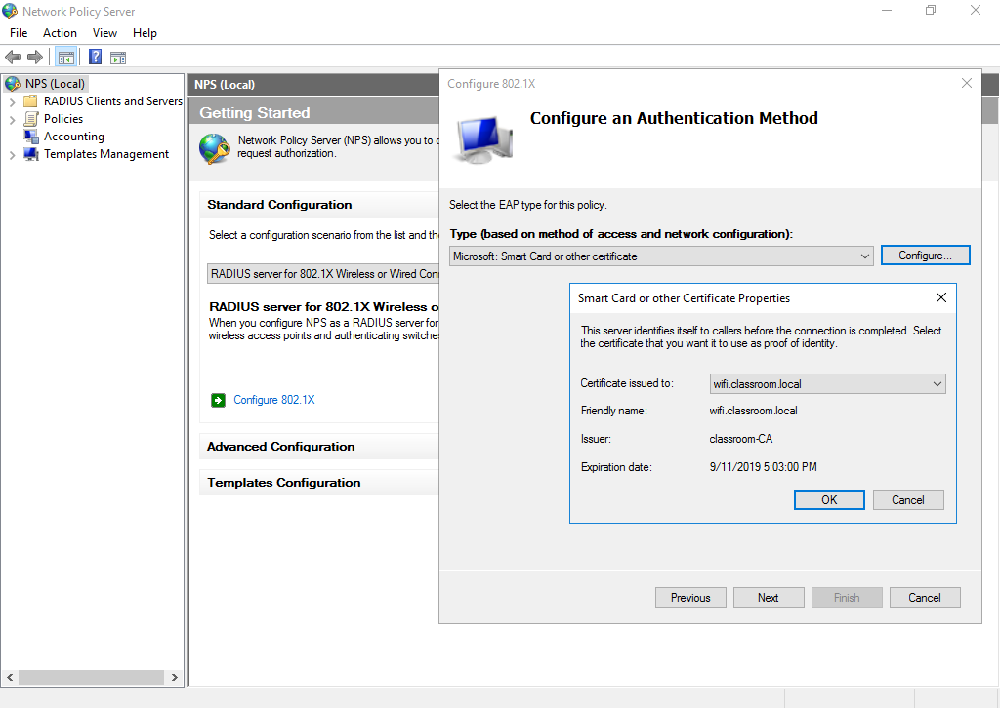 Network Policy Server
File Action View Help
NPS (Local)
RADIUS Clients and Servers
Policies
Accounting
Templates Management
NPS (Local)
Getting Started
Network Policy Server (NPS) allows you to
request authorization.
Standard Configuration
Select a configuration scenario from the list and
RADIUS server for 802.1X Wireless or Wired
RADIUS server for 802.1X Wireless
When you configure NPS as a RADIUS server for
wireless access points and authenticating
Configure 802.1X
Advanced Configuration
Templates Configuration
Configure 802.1X
Configure an Authentication Method
Select the EAP type for this policy.
Type (based on method of access and network configuration):
Microsoft: Smart Card or other certificate
Configure...
Smart Card or other Certificate Properties
This server identifies itself to callers before the connection is completed. Select
the certificate that you want it to use as proof of identity.
Certificate issued to: wifi.classroom.local
Friendly name: wifi.classroom.local
Issuer: classroom-CA
Expiration date: 9/11/2019 5:03:00 PM
OK Cancel
Previous Next Finish Cancel